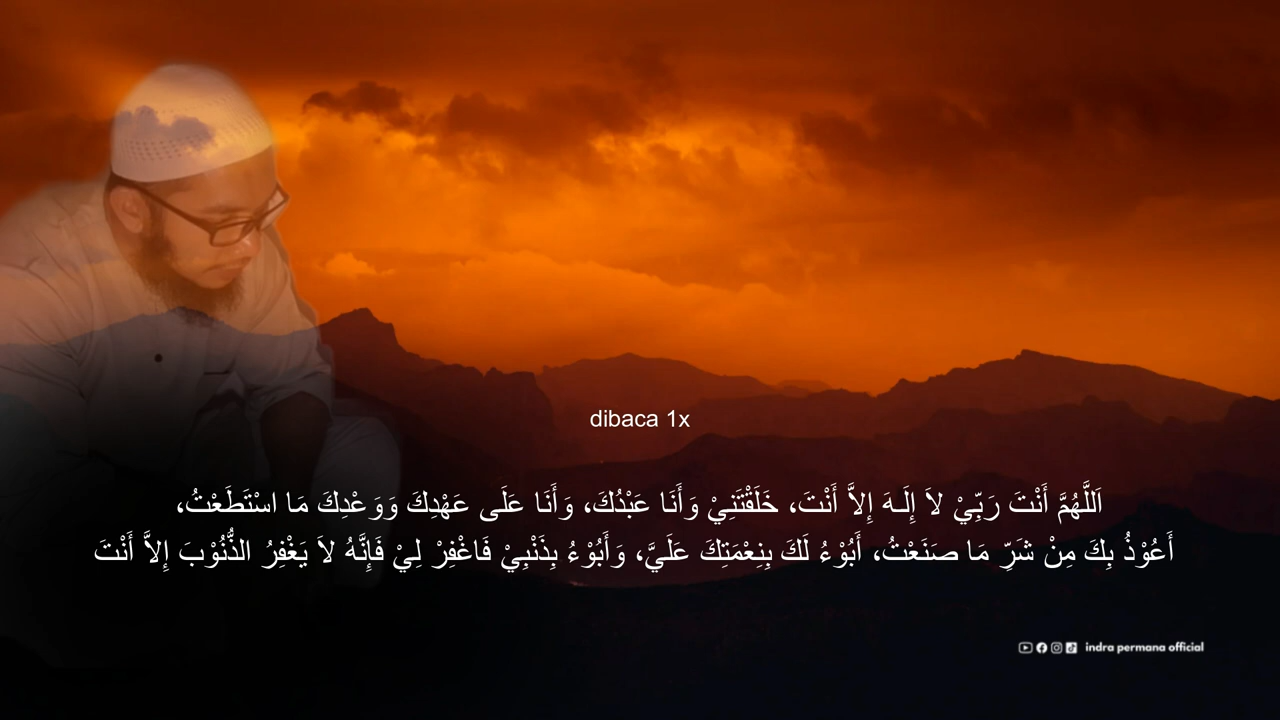 dibaca 1x
اَللَّهُمَّ أَنْتَ رَبِّيْ لاَ إِلَـهَ إِلاَّ أَنْتَ، خَلَقْتَنِيْ وَأَنَا عَبْدُكَ، وَأَنَا عَلَى عَهْدِكَ وَوَعْدِكَ مَا اسْتَطَعْتُ،
أَعُوْذُ بِكَ مِنْ شَرِّ مَا صَنَعْتُ، أَبُوْءُ لَكَ بِنِعْمَتِكَ عَلَيَّ، وَأَبُوْءُ بِذَنْبِيْ فَاغْفِرْ لِيْ فَإِنَّهُ لاَ يَغْفِرُ الذُّنُوْبَ إِلاَّ أَنْتَ
indra permana official